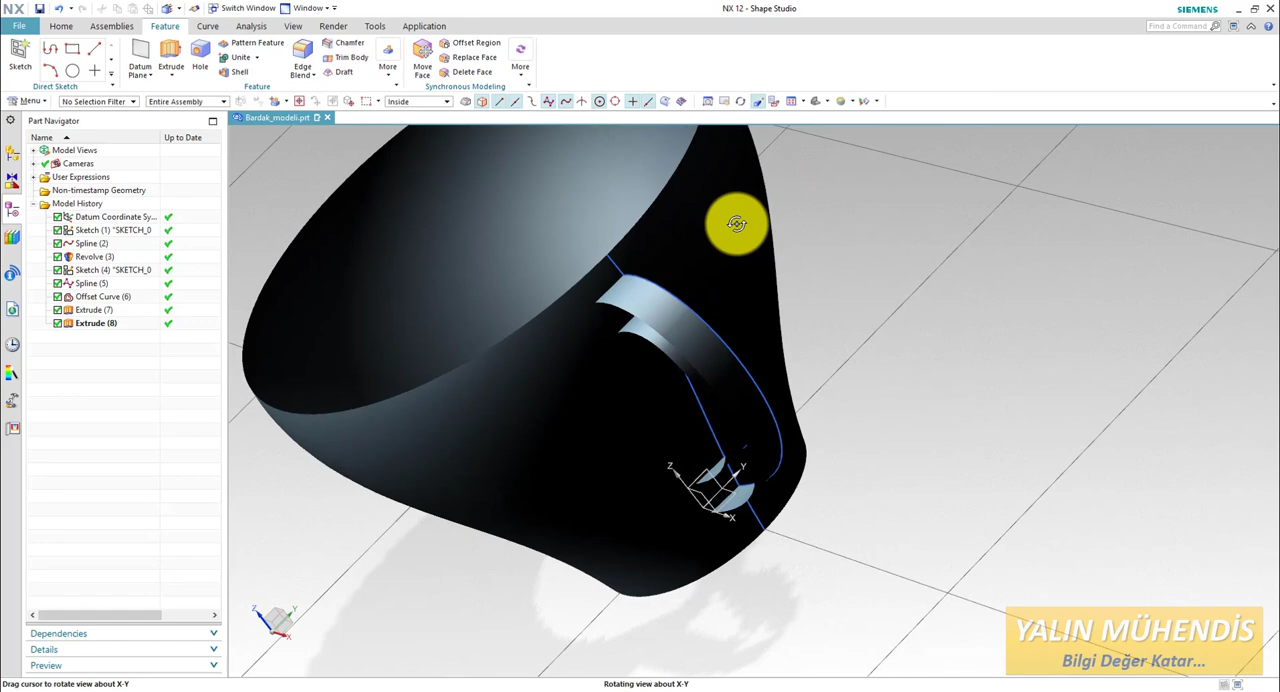 NX
Switch Window
Window
NX 12 - Shape Studio
SIEMENS
File
Home
Assemblies
Feature
Curve
Analysis
View
Render
Tools
Application
Find a Command
Sketch
Direct Sketch
Datum
Plane
Extrude
Hole
Pattern Feature
Unite
Shell
Edge
Blend
Chamfer
Trim Body
Draft
More
Feature
Move
Face
Offset Region
Replace Face
Delete Face
More
Synchronous Modeling
Menu
No Selection Filter
Entire Assembly
Inside
Part Navigator
Bardak_modeli.prt
Name
Up to Date
Model Views
Cameras
User Expressions
Non-timestamp Geometry
Model History
Datum Coordinate Sy...
Sketch (1) "SKETCH_0
Spline (2)
Revolve (3)
Sketch (4) "SKETCH_0
Spline (5)
Offset Curve (6)
Extrude (7)
Extrude (8)
Z
Y
X
Z
Y
X
Dependencies
Details
Preview
YALIN MÜHENDİS
Bilgi Değer Katar...
Drag cursor to rotate view about X-Y
Rotating view about X-Y